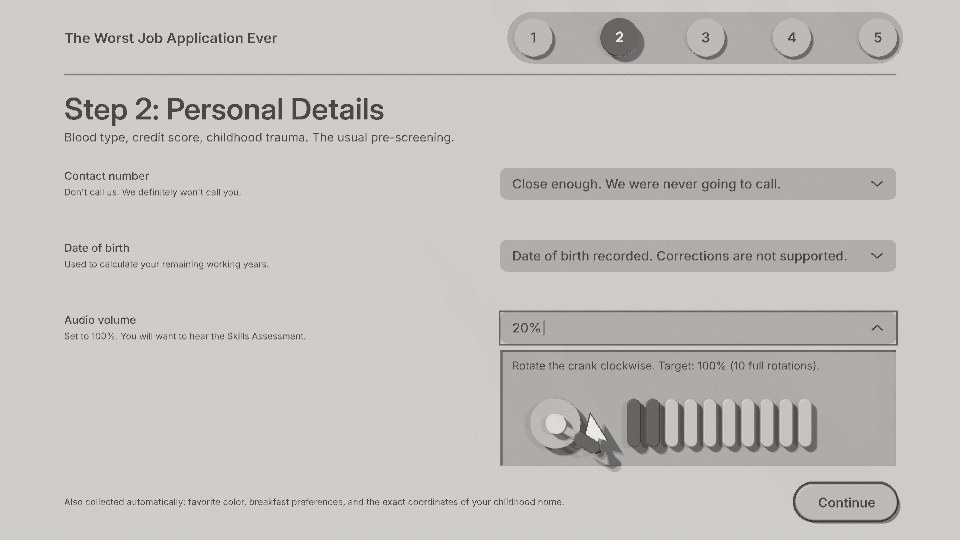 The Worst Job Application Ever
1
2
3
4
5
Step 2: Personal Details
Blood type, credit score, childhood trauma. The usual pre-screening.
Contact number
Don't call us. We definitely won't call you.
Close enough. We were never going to call.
Date of birth
Used to calculate your remaining working years.
Date of birth recorded. Corrections are not supported.
Audio volume
Set to 100%. You will want to hear the Skills Assessment.
20%
Rotate the crank clockwise. Target: 100% (10 full rotations).
Also collected automatically: favorite color, breakfast preferences, and the exact coordinates of your childhood home.
Continue